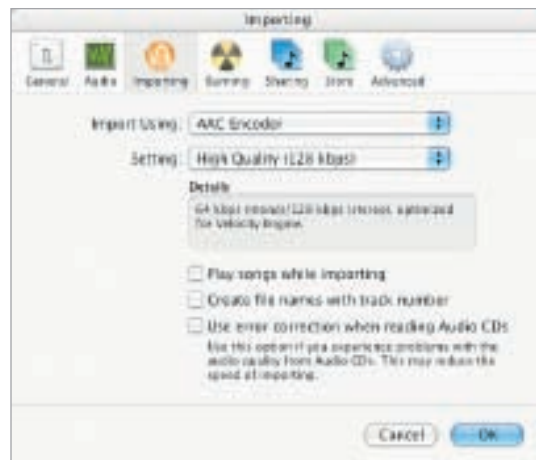 Importing
General Audio Importing Burning Sharing Store Advanced
Import Using: AAC Encoder
Setting: High Quality (128 kbps)
Details
64 kbps (mono)/128 kbps (stereo), optimized
for Velocity Engine.
Play songs while importing
Create file names with track number
Use error correction when reading Audio CDs
Use this option if you experience problems with the
audio quality from Audio CDs. This may reduce the
speed of importing.
Cancel OK